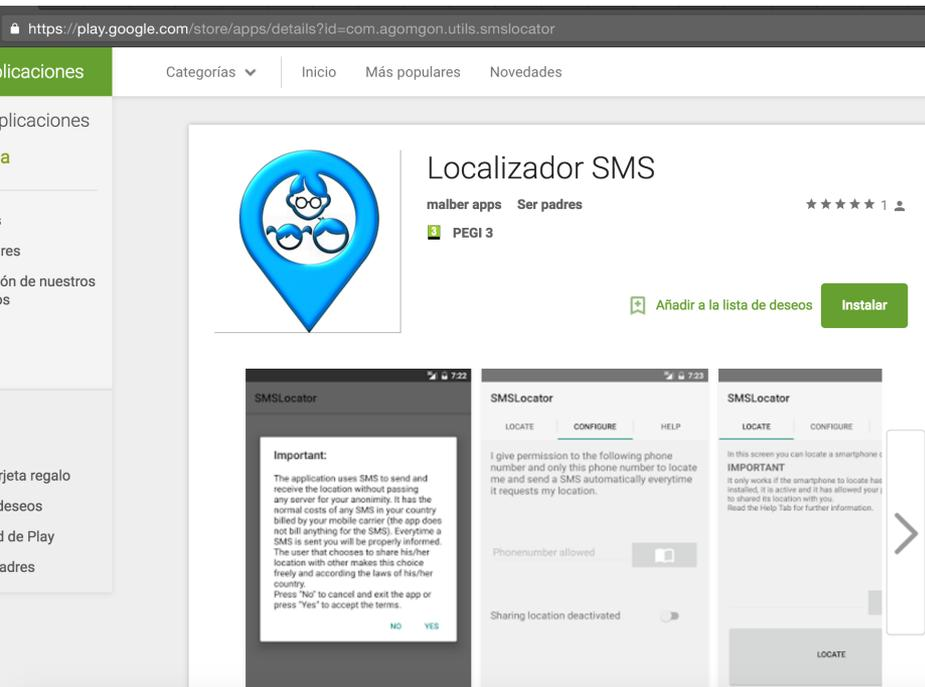 https://play.google.com/store/apps/details?id=com.agomgon.utils.smslocator
plicaciones
Categorías
Inicio
Más populares
Novedades
plicaciones
a
s
res
ón de nuestros
os
rjeta regalo
deseos
d de Play
adres
Localizador SMS
malber apps Ser padres
1
3 PEGI 3
Añadir a la lista de deseos
Instalar
7:22
SMSLocator
Important:
The application uses SMS to send and
receive the location without passing
any server for your anonimity. It has the
normal costs of any SMS in your country
billed by your mobile carrier (the app does
not bill anything for the SMS). Everytime a
SMS is sent you will be properly informed.
The user that chooses to share his/her
location with other makes this choice
freely and according the laws of his/her
country.
Press "No" to cancel and exit the app or
press "Yes" to accept the terms.
NO YES
7:23
SMSLocator
LOCATE CONFIGURE HELP
I give permission to the following phone
number and only this phone number to locate
me and send a SMS automatically everytime
it requests my location.
Phonenumber allowed
Sharing location deactivated
SMSLocator
LOCATE CONFIGURE
In this screen you can locate a smartphone
IMPORTANT
It only works if the smartphone to locate has
installed, it is active and it has allowed your
to shared its location with you.
Read the Help Tab for further information.
LOCATE